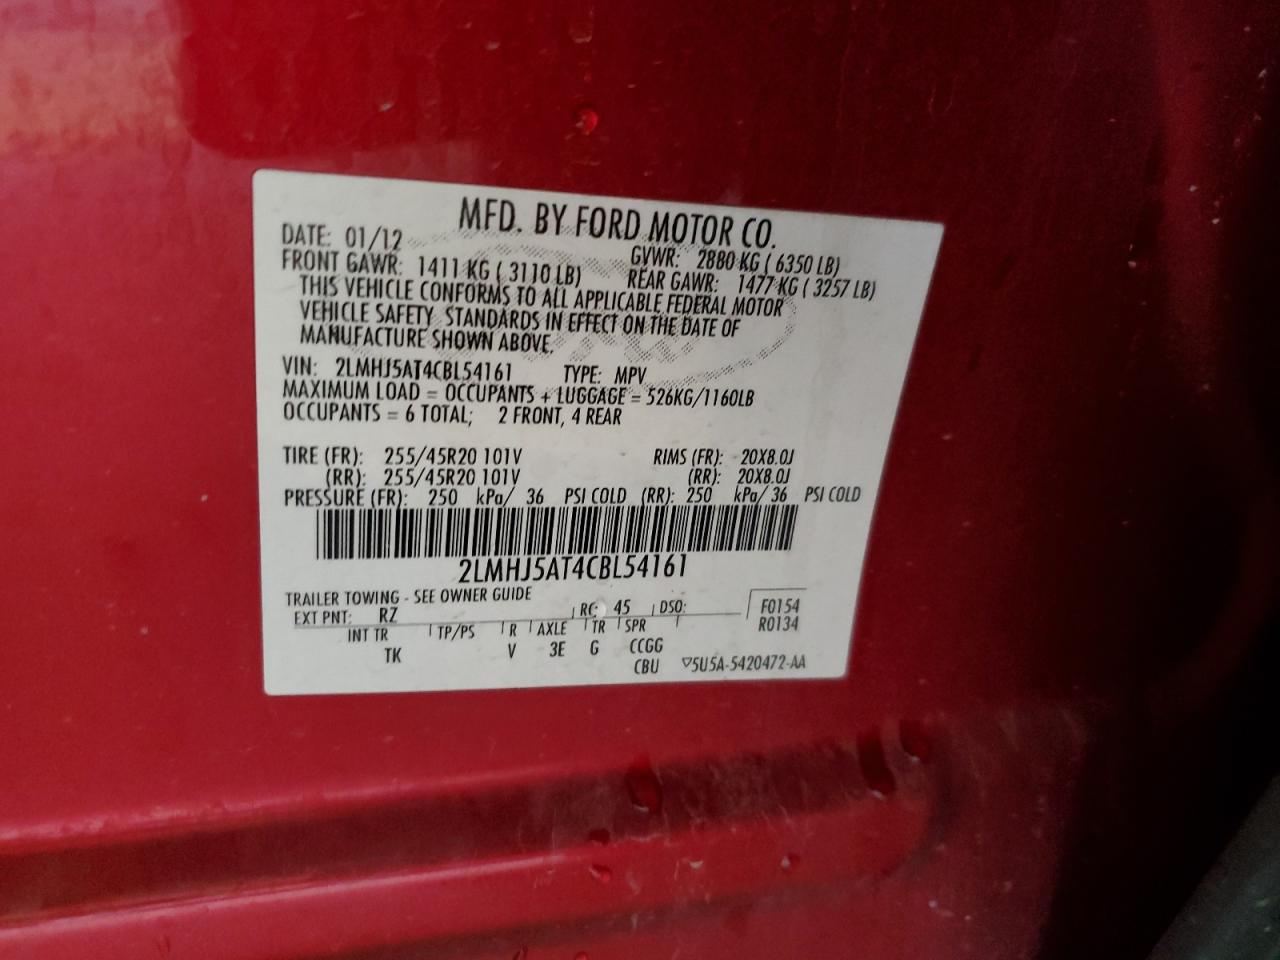 MFD. BY FORD MOTOR CO.
DATE: 01/12
GVWR: 2880 KG ( 6350 LB)
FRONT GAWR: 1411 KG ( 3110 LB)
REAR GAWR: 1477 KG ( 3257 LB)
THIS VEHICLE CONFORMS TO ALL APPLICABLE FEDERAL MOTOR
VEHICLE SAFETY STANDARDS IN EFFECT ON THE DATE OF
MANUFACTURE SHOWN ABOVE.
VIN: 2LMHJ5AT4CBL54161 TYPE: MPV
MAXIMUM LOAD = OCCUPANTS + LUGGAGE = 526KG/1160LB
OCCUPANTS = 6 TOTAL; 2 FRONT, 4 REAR
TIRE (FR): 255/45R20 101V RIMS (FR): 20X8.0J
(RR): 255/45R20 101V (RR): 20X8.0J
PRESSURE (FR): 250 kPa/ 36 PSI COLD (RR): 250 kPa/ 36 PSI COLD
2LMHJ5AT4CBL54161
TRAILER TOWING - SEE OWNER GUIDE
EXT PNT: RZ RC: 45 DSO: F0154
R0134
INT TR TP/PS R AXLE TR SPR
TK V 3E G CCGG
CBU 5U5A-5420472-AA